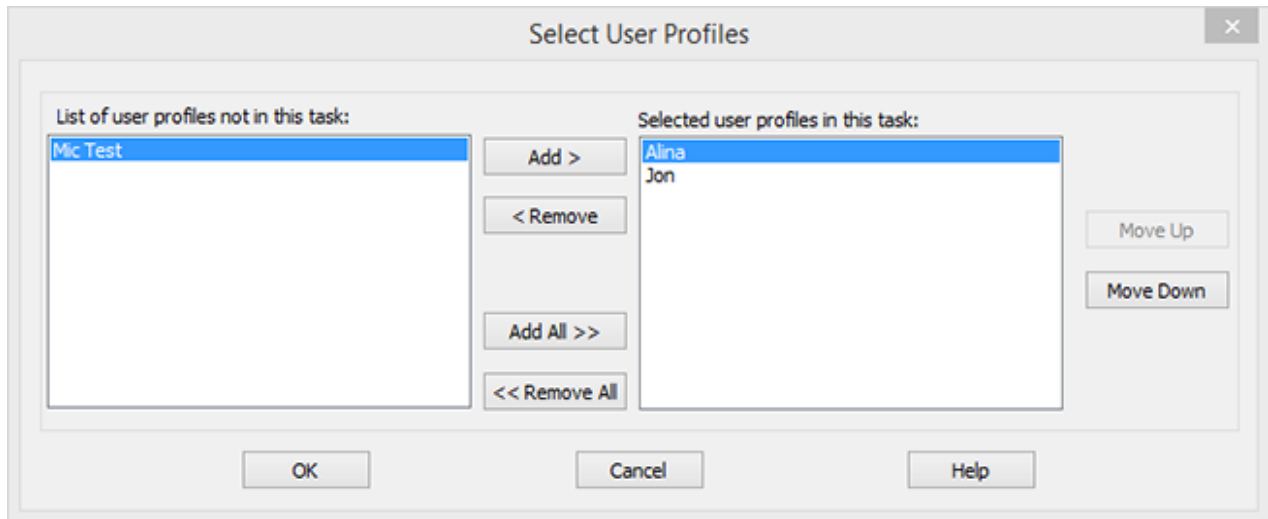 Select User Profiles
List of user profiles not in this task:
Mic Test
Add >
< Remove
Add All >>
<< Remove All
Selected user profiles in this task:
Alina
Jon
Move Up
Move Down
OK
Cancel
Help